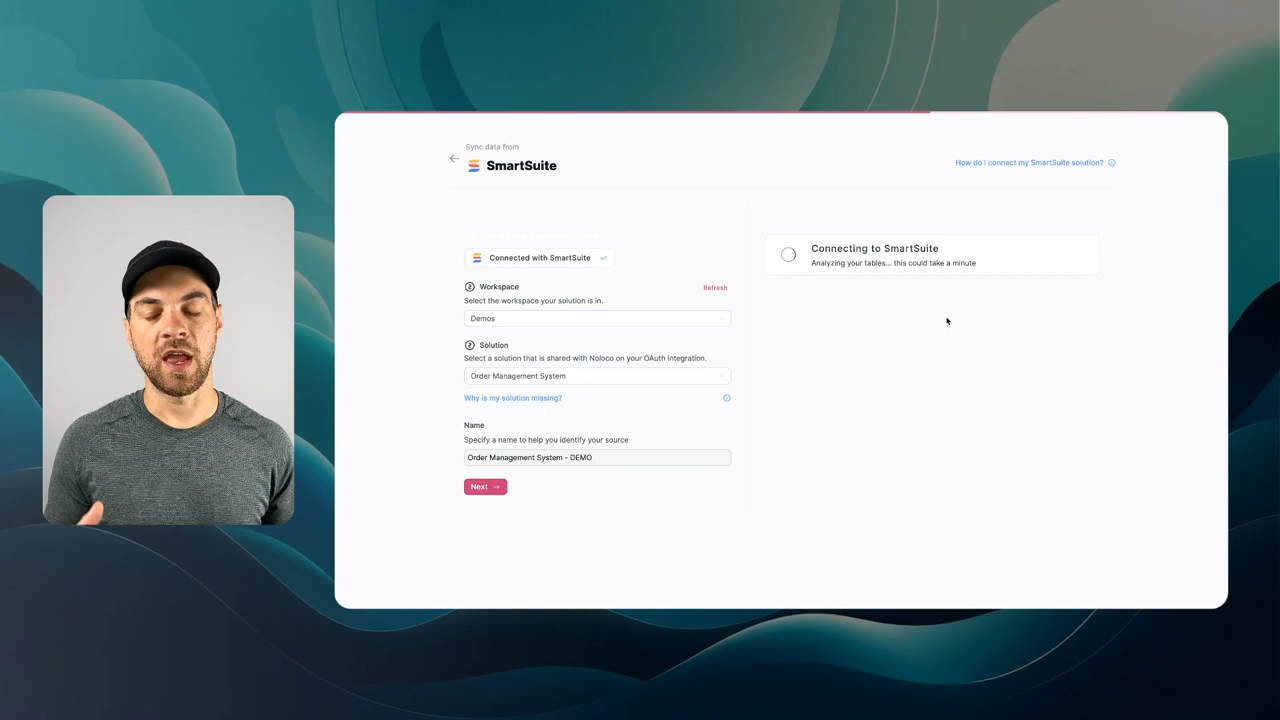 Sync data from
SmartSuite
How do I connect my SmartSuite solution?
Connected with SmartSuite
Workspace
Refresh
Select the workspace your solution is in.
Demos
Solution
Select a solution that is shared with Noloco on your OAuth integration.
Order Management System
Why is my solution missing?
Name
Specify a name to help you identify your source
Order Management System - DEMO
Next →
Connecting to SmartSuite
Analyzing your tables... this could take a minute